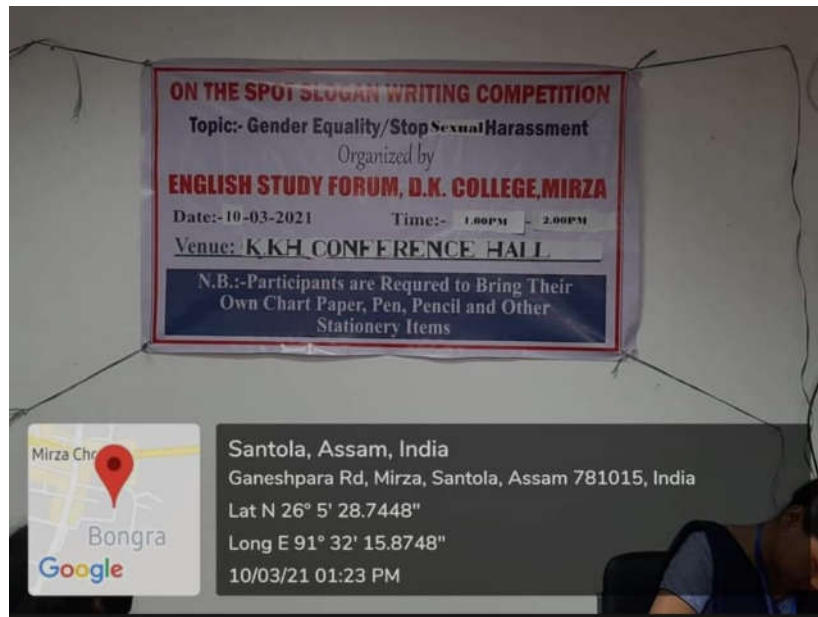 ON THE SPOT SLOGAN WRITING COMPETITION
Topic:- Gender Equality/Stop Sexual Harassment
Organized by
ENGLISH STUDY FORUM, D.K. COLLEGE,MIRZA
Date:-10-03-2021 Time:- 1.00PM - 2.00PM
Venue: K.KH CONFERENCE HALL
N.B.:-Participants are Requred to Bring Their
Own Chart Paper, Pen, Pencil and Other
Stationery Items
Mirza
Bongra
Google
Santola, Assam, India
Ganeshpara Rd, Mirza, Santola, Assam 781015, India
Lat N 26° 5' 28.7448"
Long E 91° 32' 15.8748"
10/03/21 01:23 PM